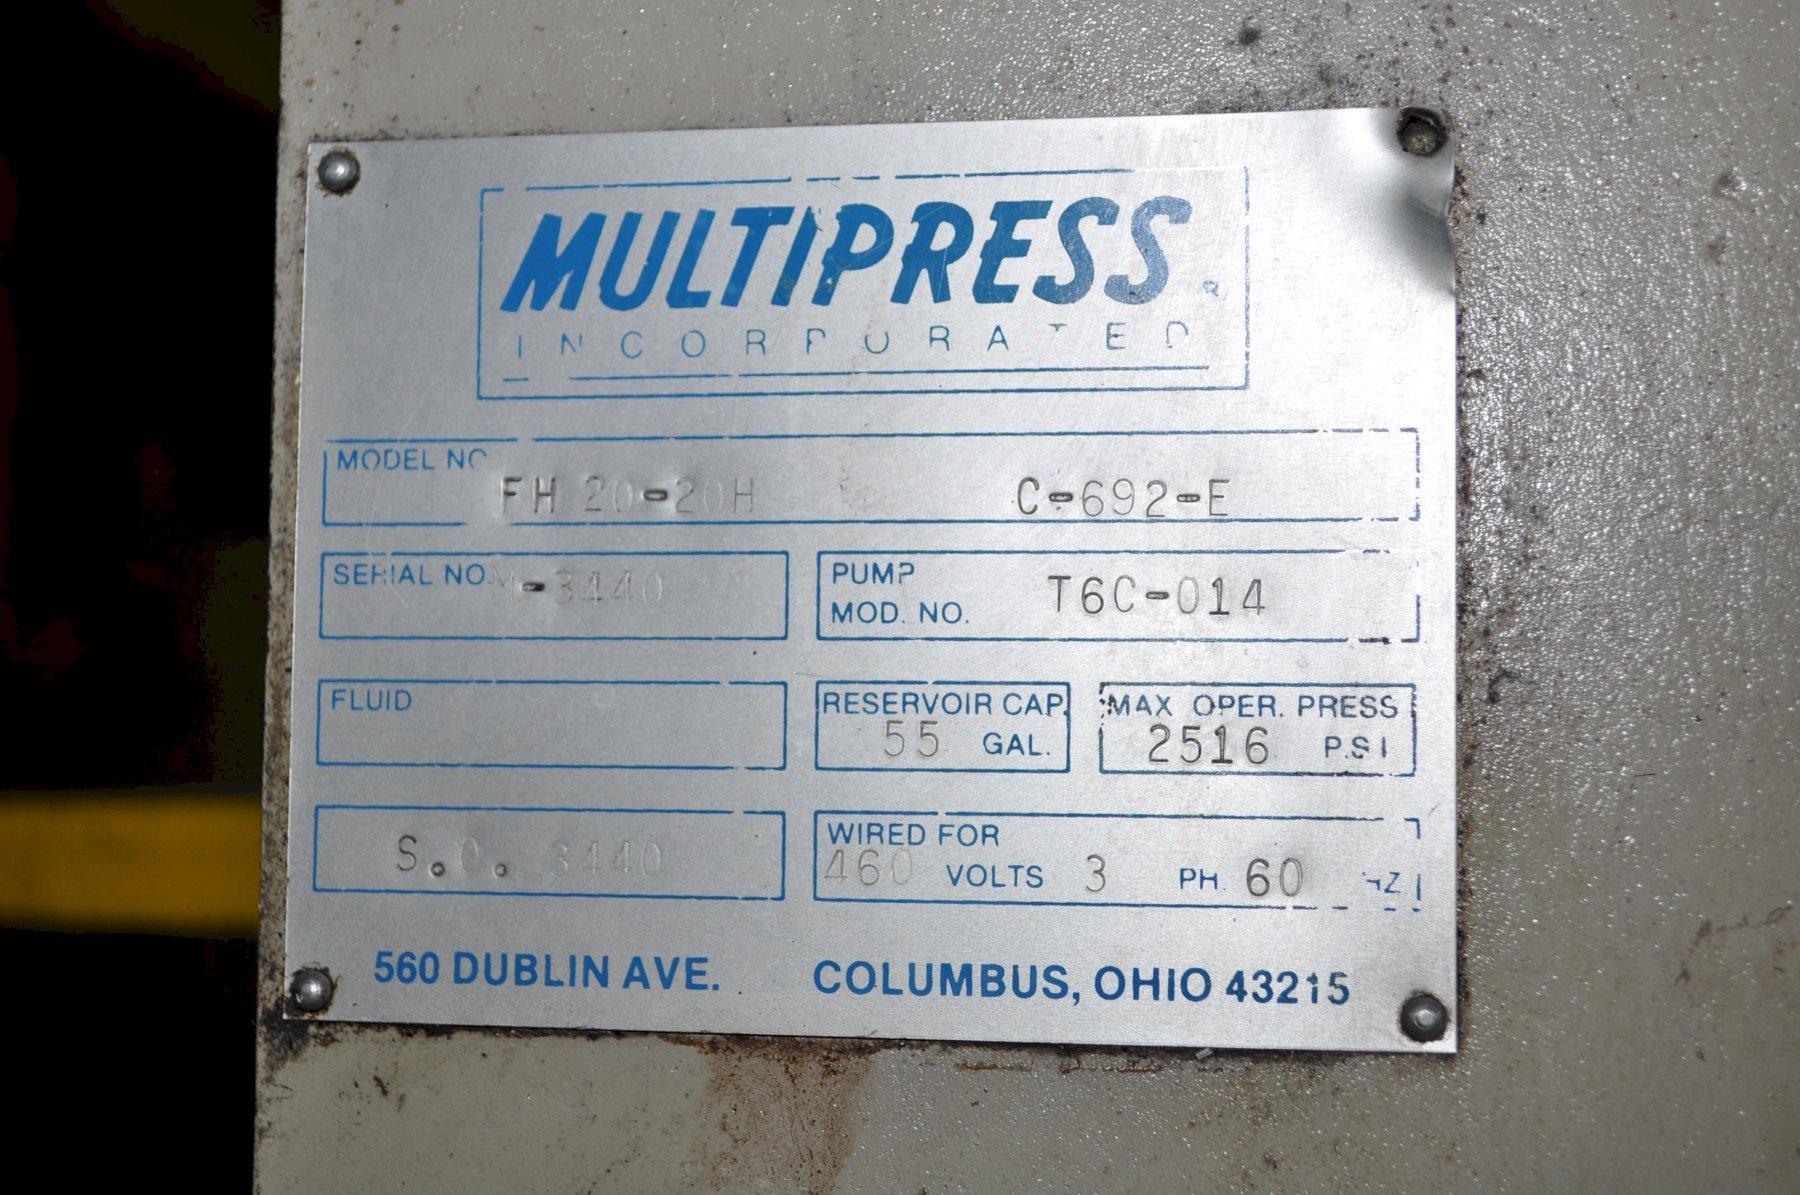 MULTIPRESS ®
INCORPORATED
MODEL NO. FH 20-20H C-692-E
SERIAL NO. M-3440
PUMP
MOD. NO. T6C-014
FLUID
RESERVOIR CAP.
55 GAL.
MAX OPER. PRESS
2516 P.S.I
S.O. 3440
WIRED FOR
460 VOLTS 3 PH. 60 HZ
560 DUBLIN AVE. COLUMBUS, OHIO 43215